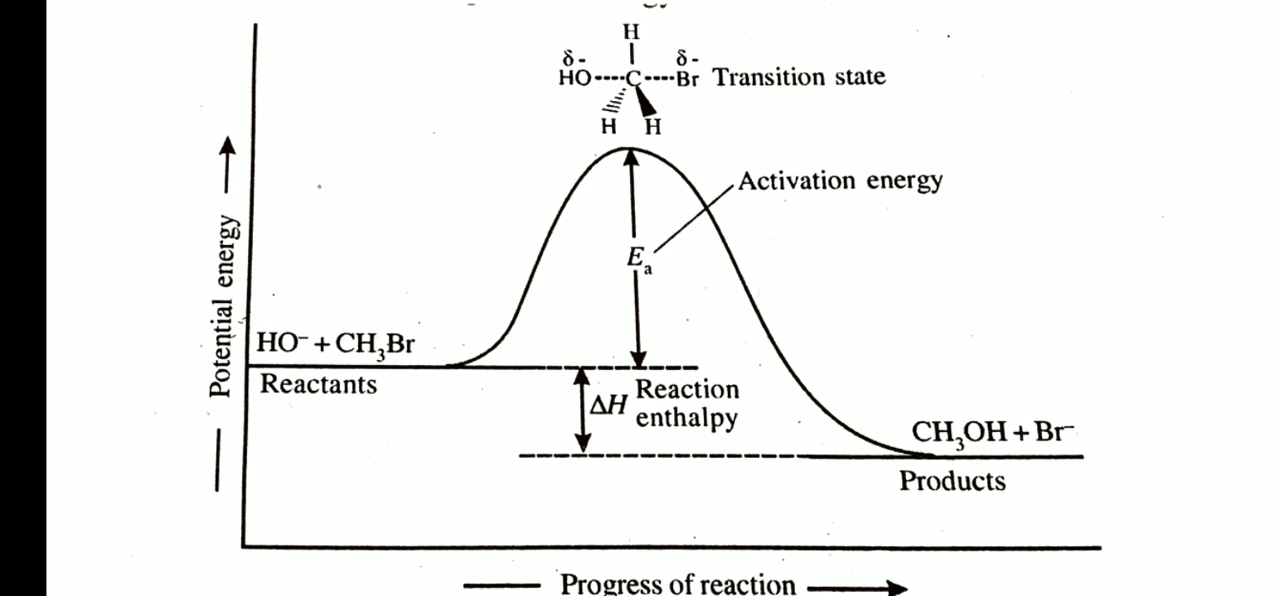 H
δ- δ-
HO----C----Br Transition state
H H
Activation energy
Eₐ
Potential energy
HO⁻ + CH₃Br
Reactants
ΔH Reaction
enthalpy
CH₃OH + Br⁻
Products
Progress of reaction